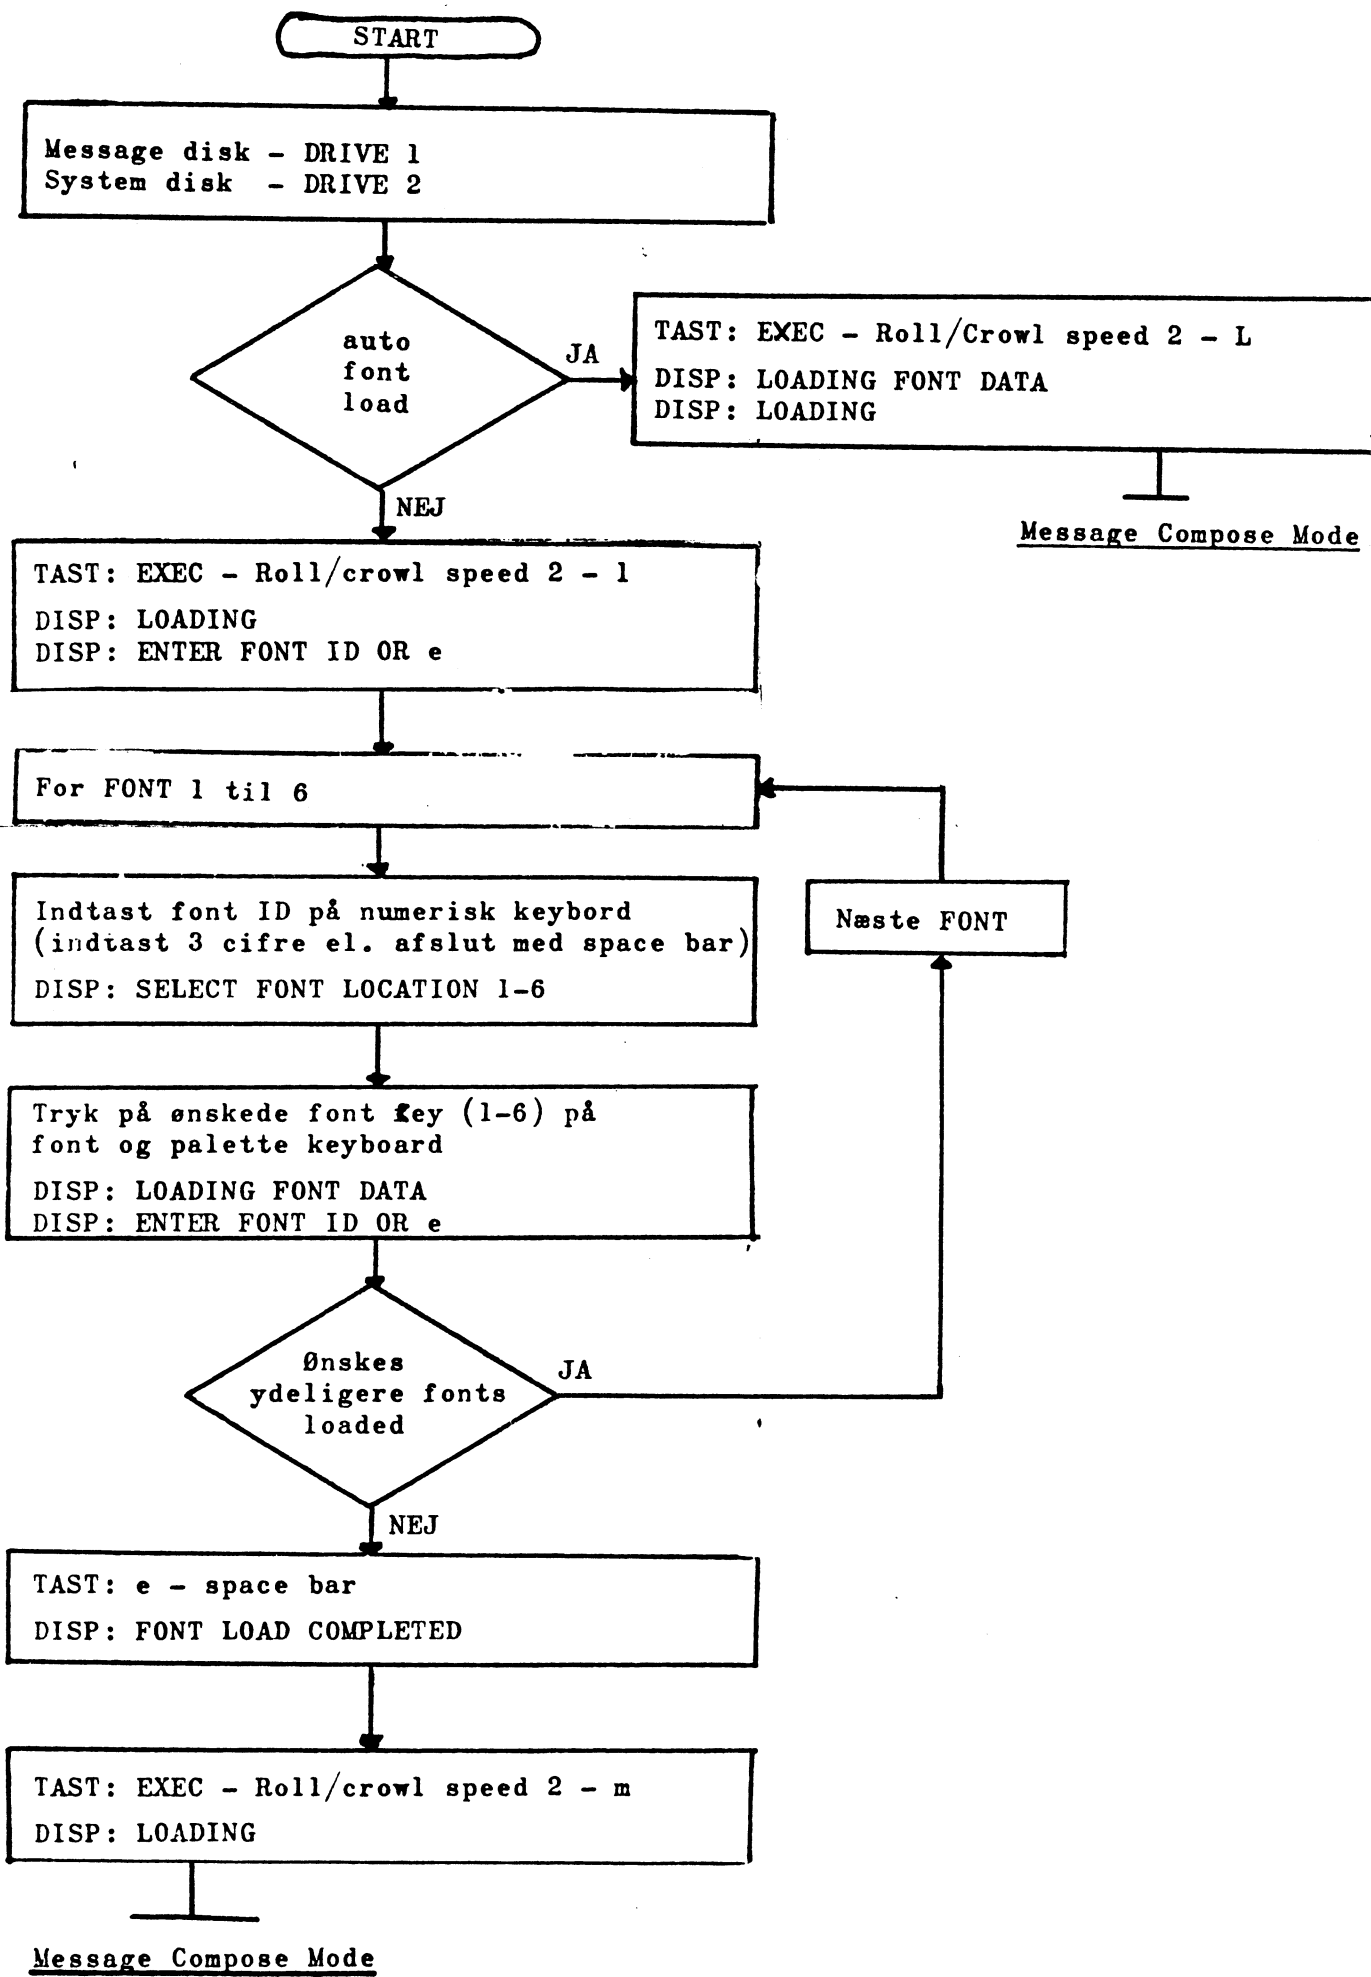 START
Message disk - DRIVE 1
System disk  - DRIVE 2
auto
font
load
JA
TAST: EXEC - Roll/Crowl speed 2 - L
DISP: LOADING FONT DATA
DISP: LOADING
Message Compose Mode
NEJ
TAST: EXEC - Roll/crowl speed 2 - l
DISP: LOADING
DISP: ENTER FONT ID OR e
For FONT 1 til 6
Indtast font ID på numerisk keybord
(indtast 3 cifre el. afslut med space bar)
DISP: SELECT FONT LOCATION 1-6
Næste FONT
Tryk på ønskede font key (1-6) på
font og palette keyboard
DISP: LOADING FONT DATA
DISP: ENTER FONT ID OR e
Ønskes
ydeligere fonts
loaded
JA
NEJ
TAST: e - space bar
DISP: FONT LOAD COMPLETED
TAST: EXEC - Roll/crowl speed 2 - m
DISP: LOADING
Message Compose Mode